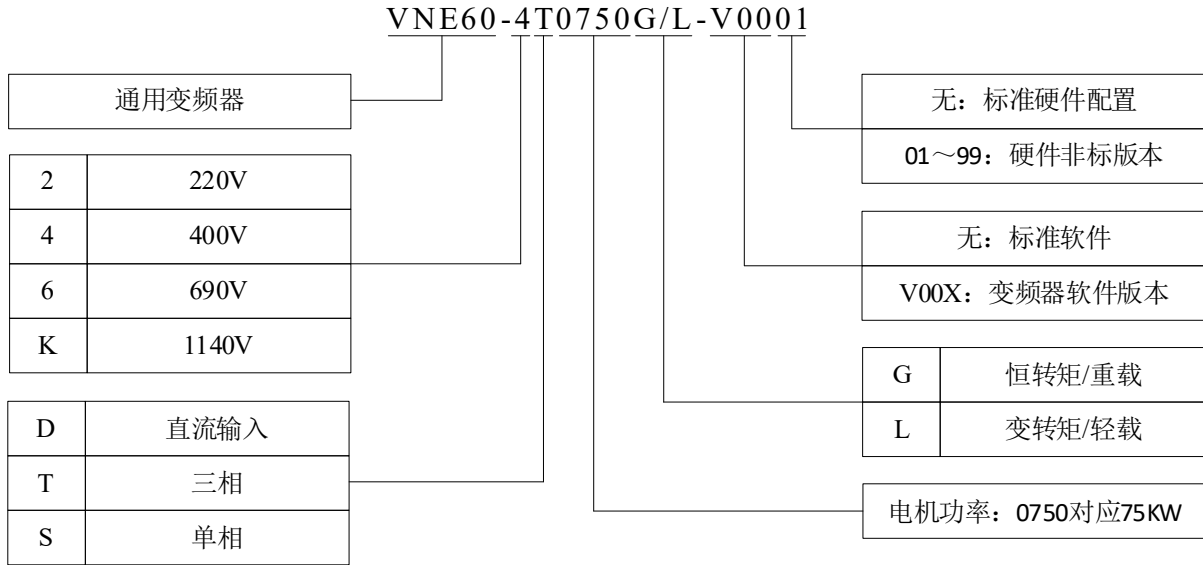 VNE60-4T0750G/L-V0001
通用变频器
2 220V
4 400V
6 690V
K 1140V
D 直流输入
T 三相
S 单相
无：标准硬件配置
01～99：硬件非标版本
无：标准软件
V00X：变频器软件版本
G 恒转矩/重载
L 变转矩/轻载
电机功率：0750对应75KW